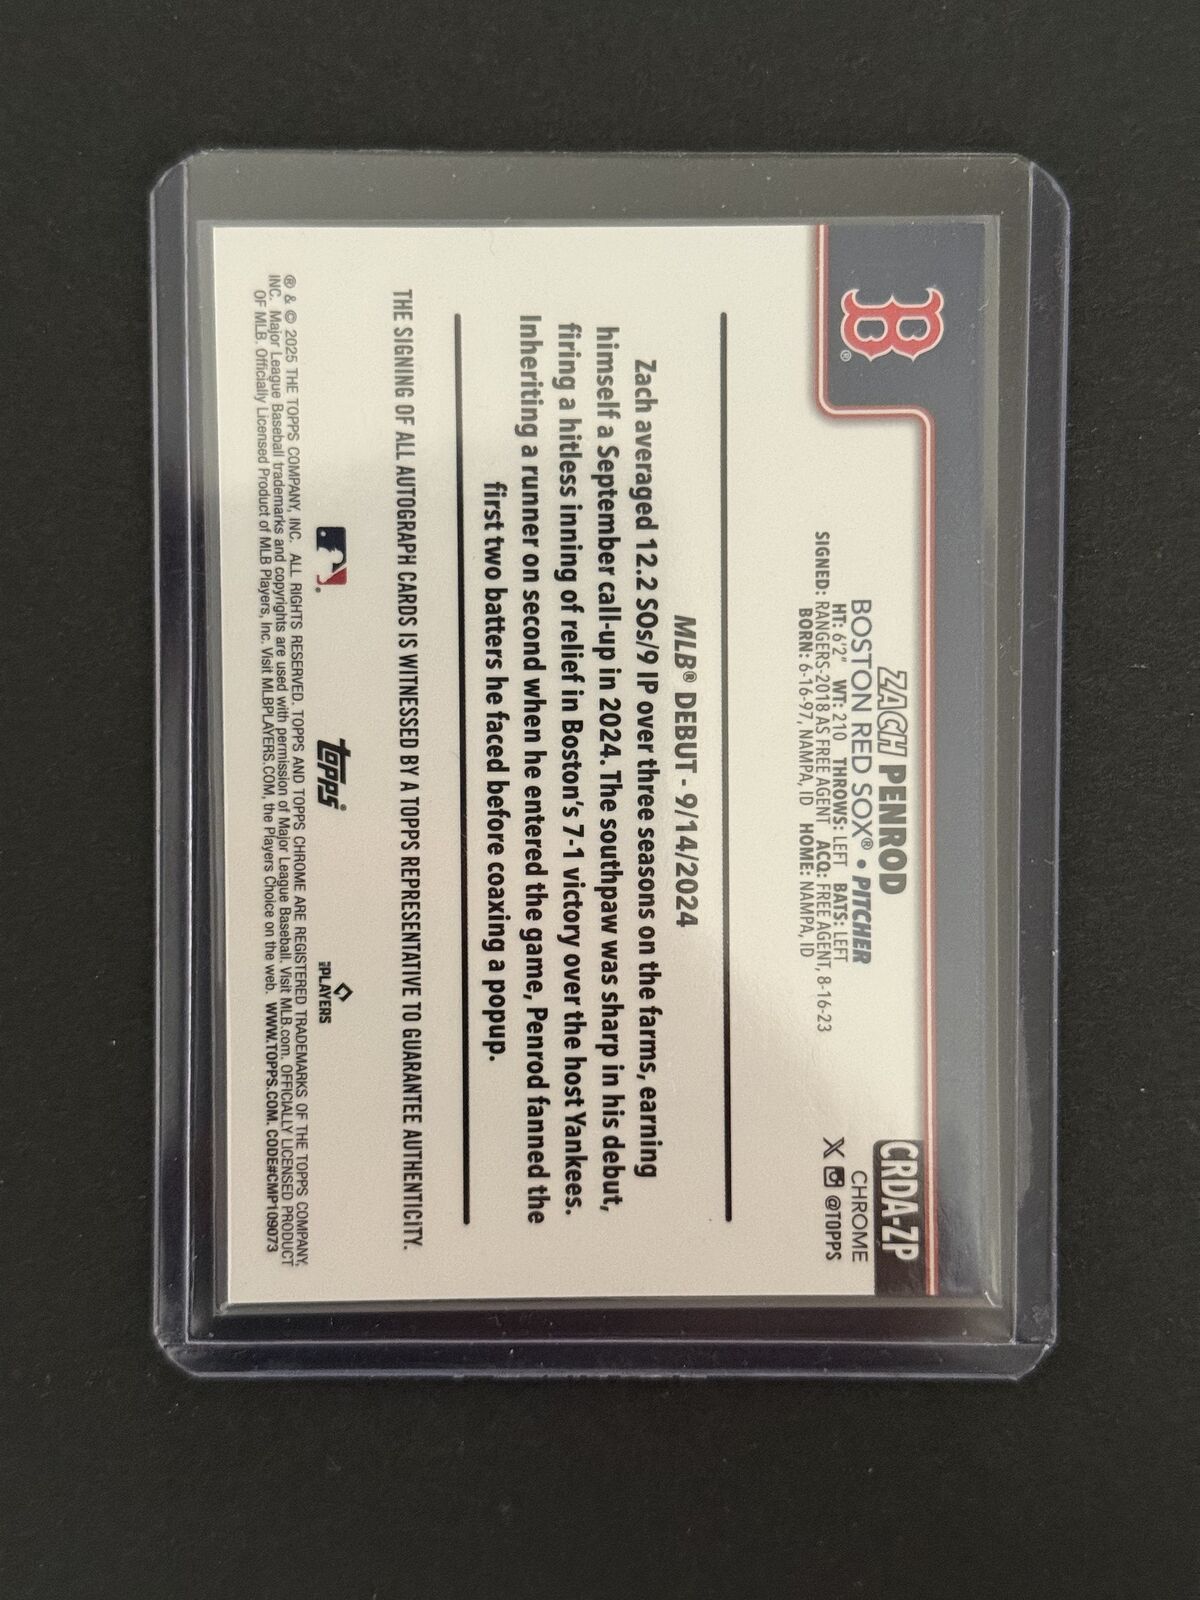 B®
CRDA-ZP
ZACH PENROD
BOSTON RED SOX® • PITCHER
CHROME
HT: 6'2" WT: 210 THROWS: LEFT BATS: LEFT
@TOPPS
SIGNED: RANGERS-2018 AS FREE AGENT ACQ: FREE AGENT, 8-16-23
BORN: 6-16-97, NAMPA, ID HOME: NAMPA, ID
MLB® DEBUT - 9/14/2024
Zach averaged 12.2 SOs/9 IP over three seasons on the farms, earning
himself a September call-up in 2024. The southpaw was sharp in his debut,
firing a hitless inning of relief in Boston's 7-1 victory over the host Yankees.
Inheriting a runner on second when he entered the game, Penrod fanned the
first two batters he faced before coaxing a popup.
THE SIGNING OF ALL AUTOGRAPH CARDS IS WITNESSED BY A TOPPS REPRESENTATIVE TO GUARANTEE AUTHENTICITY.
topps®
PLAYERS
® & © 2025 THE TOPPS COMPANY, INC. ALL RIGHTS RESERVED. TOPPS AND TOPPS CHROME ARE REGISTERED TRADEMARKS OF THE TOPPS COMPANY,
INC. Major League Baseball trademarks and copyrights are used with permission of Major League Baseball. Visit MLB.com. OFFICIALLY LICENSED PRODUCT
OF MLB. Officially Licensed Product of MLB Players, Inc. Visit MLBPLAYERS.COM, the Players Choice on the web. WWW.TOPPS.COM. CODE#CMP109073